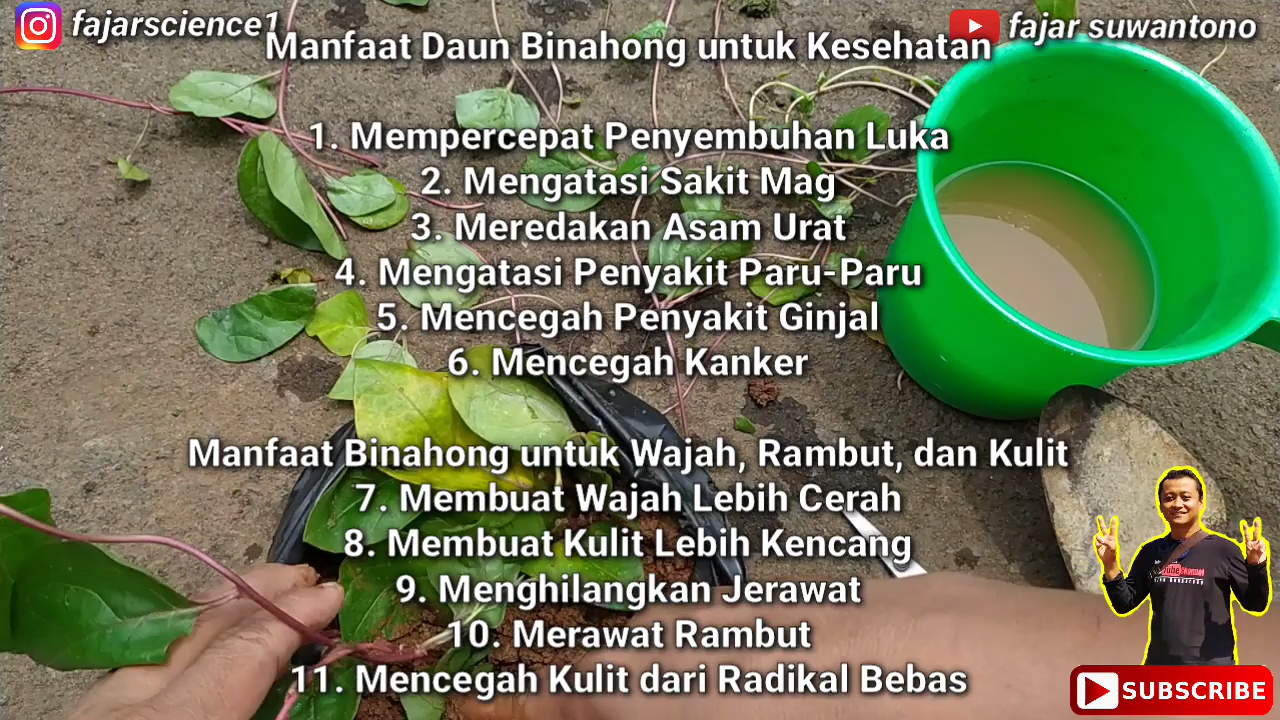 fajarscience1
fajar suwantono
Manfaat Daun Binahong untuk Kesehatan
1. Mempercepat Penyembuhan Luka
2. Mengatasi Sakit Mag
3. Meredakan Asam Urat
4. Mengatasi Penyakit Paru-Paru
5. Mencegah Penyakit Ginjal
6. Mencegah Kanker
Manfaat Binahong untuk Wajah, Rambut, dan Kulit
7. Membuat Wajah Lebih Cerah
8. Membuat Kulit Lebih Kencang
9. Menghilangkan Jerawat
10. Merawat Rambut
11. Mencegah Kulit dari Radikal Bebas
SUBSCRIBE